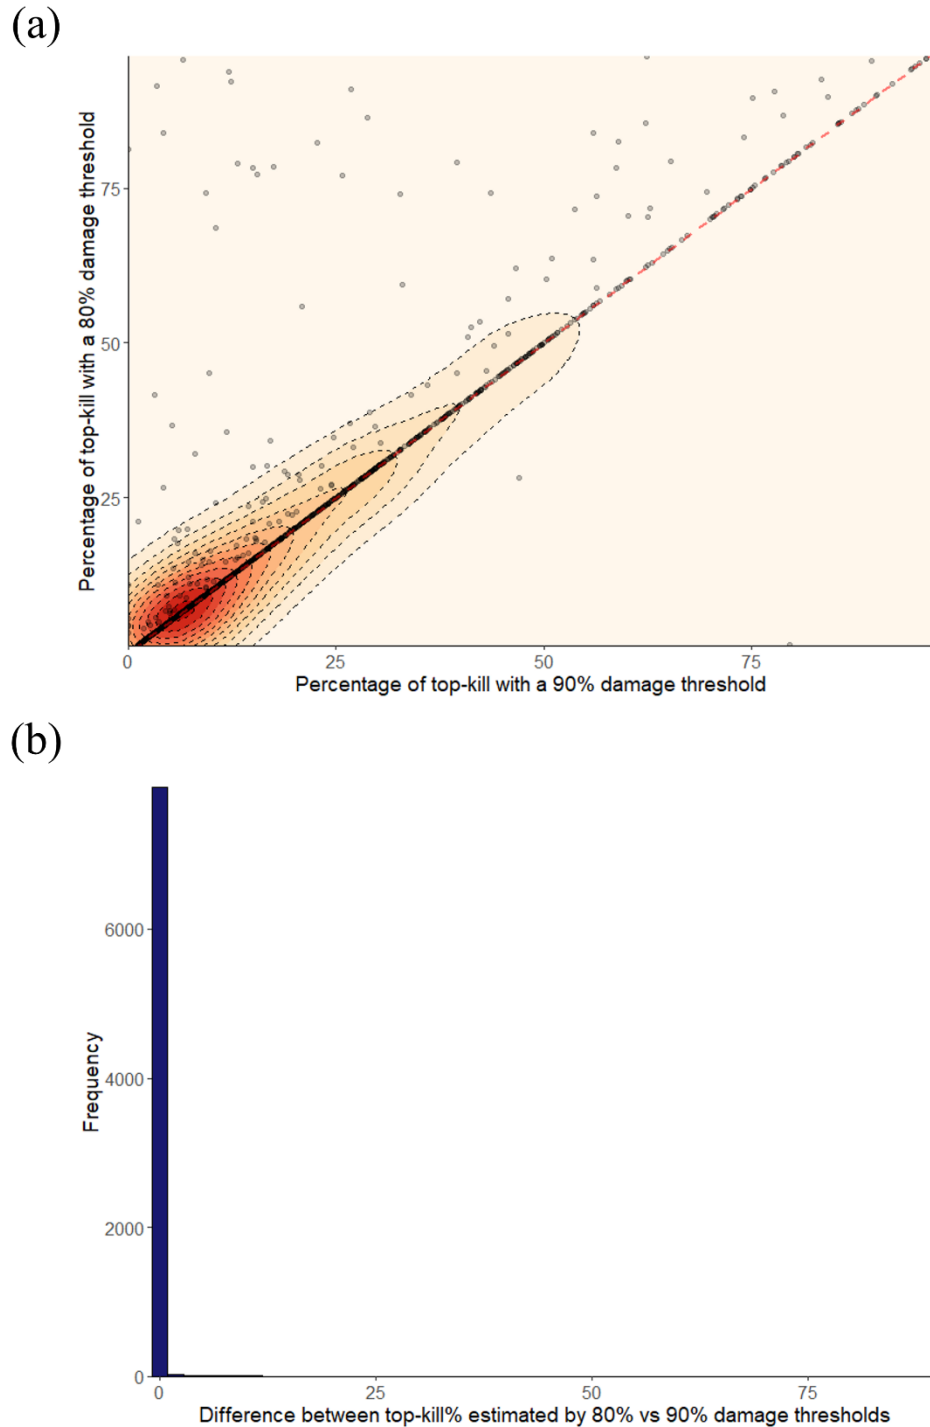 (a)
Percentage of top-kill with a 80% damage threshold
75
50
25
0
25
50
75
Percentage of top-kill with a 90% damage threshold
(b)
Frequency
6000
4000
2000
0
0
25
50
75
Difference between top-kill% estimated by 80% vs 90% damage thresholds